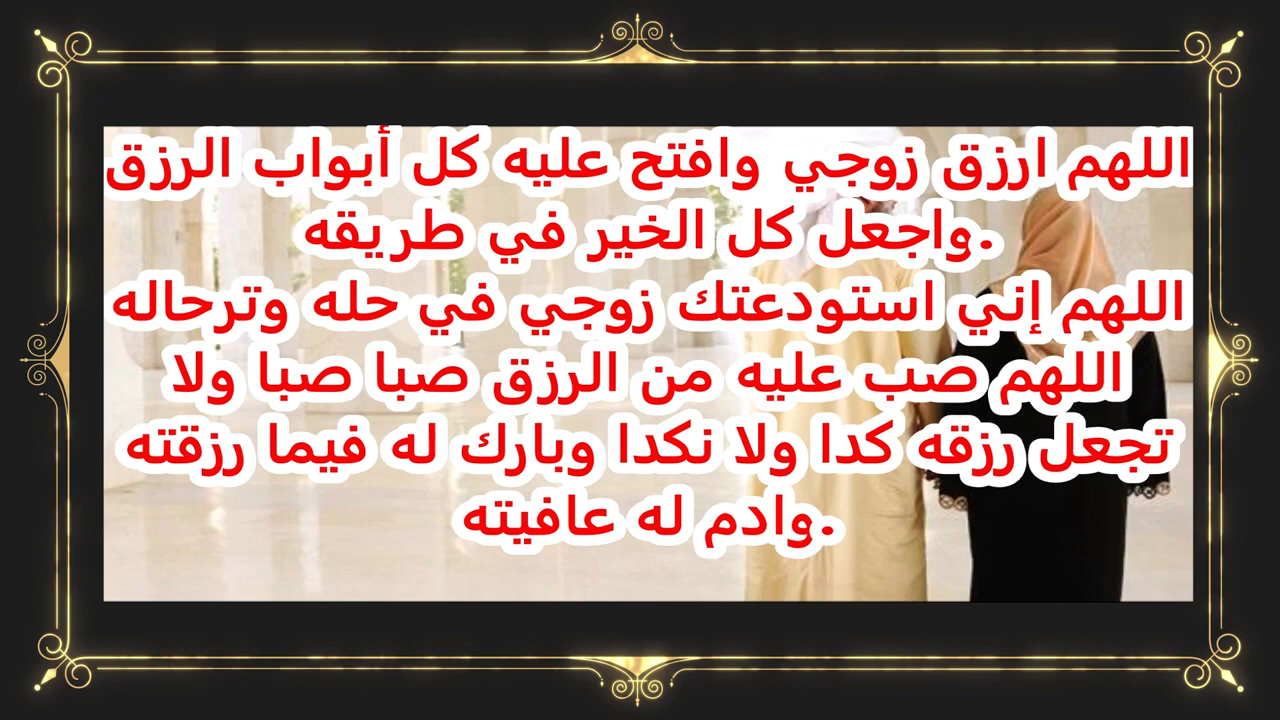 اللهم ارزق زوجي وافتح عليه كل أبواب الرزق
واجعل كل الخير في طريقه.
اللهم إني استودعتك زوجي في حله وترحاله
اللهم صب عليه من الرزق صبا صبا ولا
تجعل رزقه كدا ولا نكدا وبارك له فيما رزقته
وادم له عافيته.